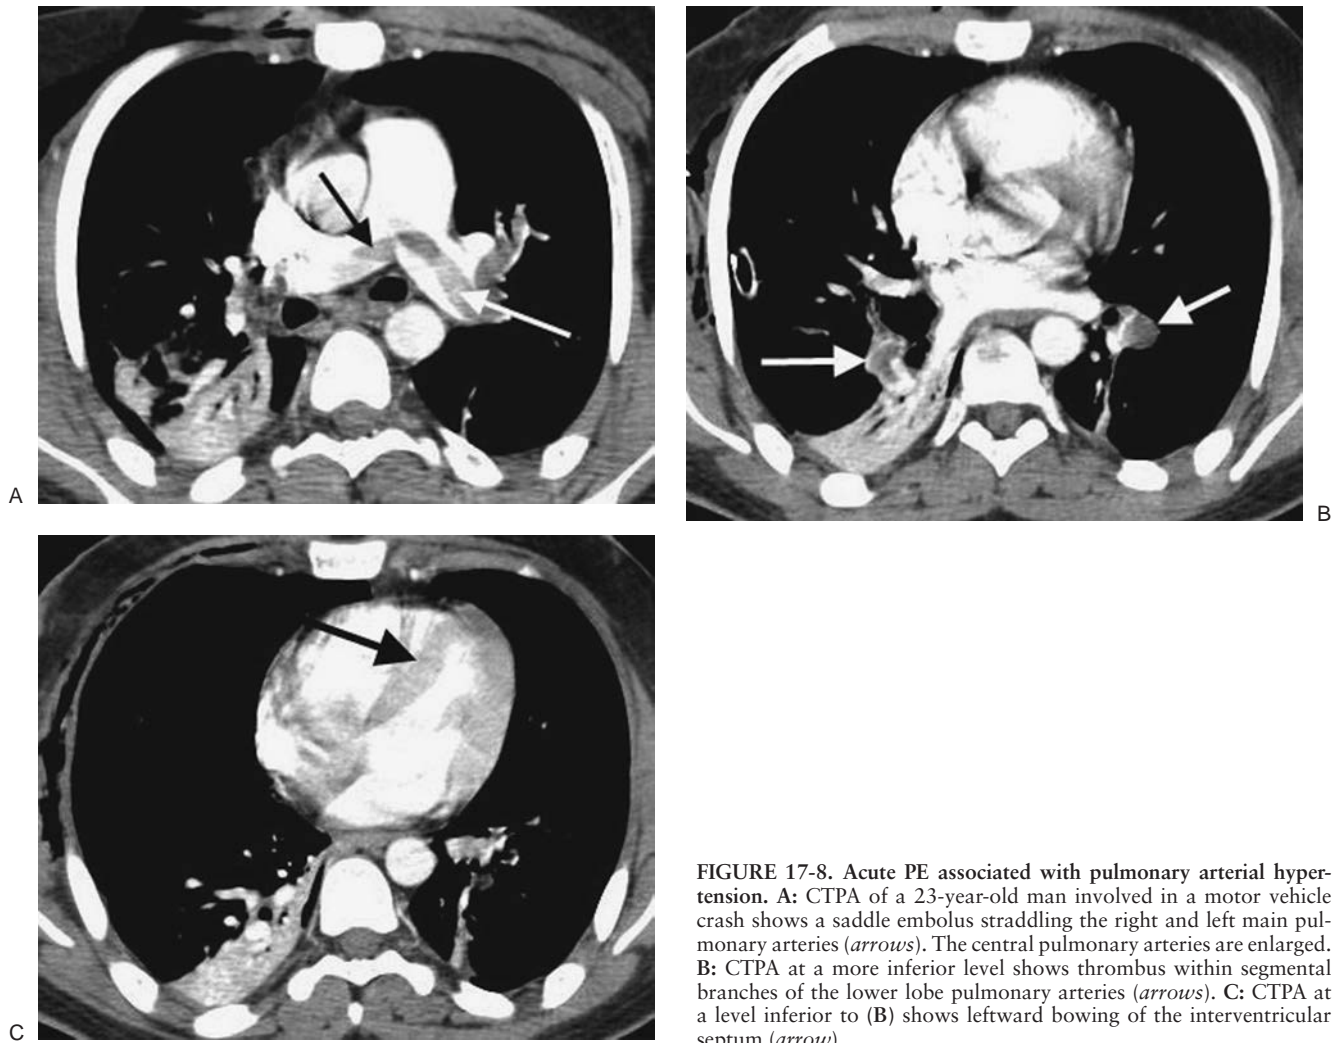 A
B
C
FIGURE 17-8. Acute PE associated with pulmonary arterial hyper-
tension. A: CTPA of a 23-year-old man involved in a motor vehicle
crash shows a saddle embolus straddling the right and left main pul-
monary arteries (arrows). The central pulmonary arteries are enlarged.
B: CTPA at a more inferior level shows thrombus within segmental
branches of the lower lobe pulmonary arteries (arrows). C: CTPA at
a level inferior to (B) shows leftward bowing of the interventricular
septum (arrow)